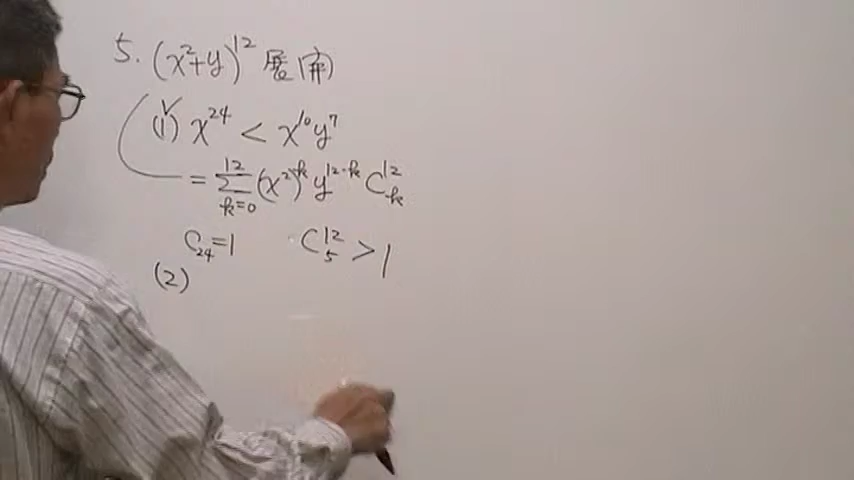 5. (x²+y)¹² 展開
(1) ✓ x²⁴ < x¹⁰y⁷
= Σ_{k=0}^{12} (x²)^k y^{12-k} C^{12}_k
C₂₄=1 C^{12}_5 > 1
(2)